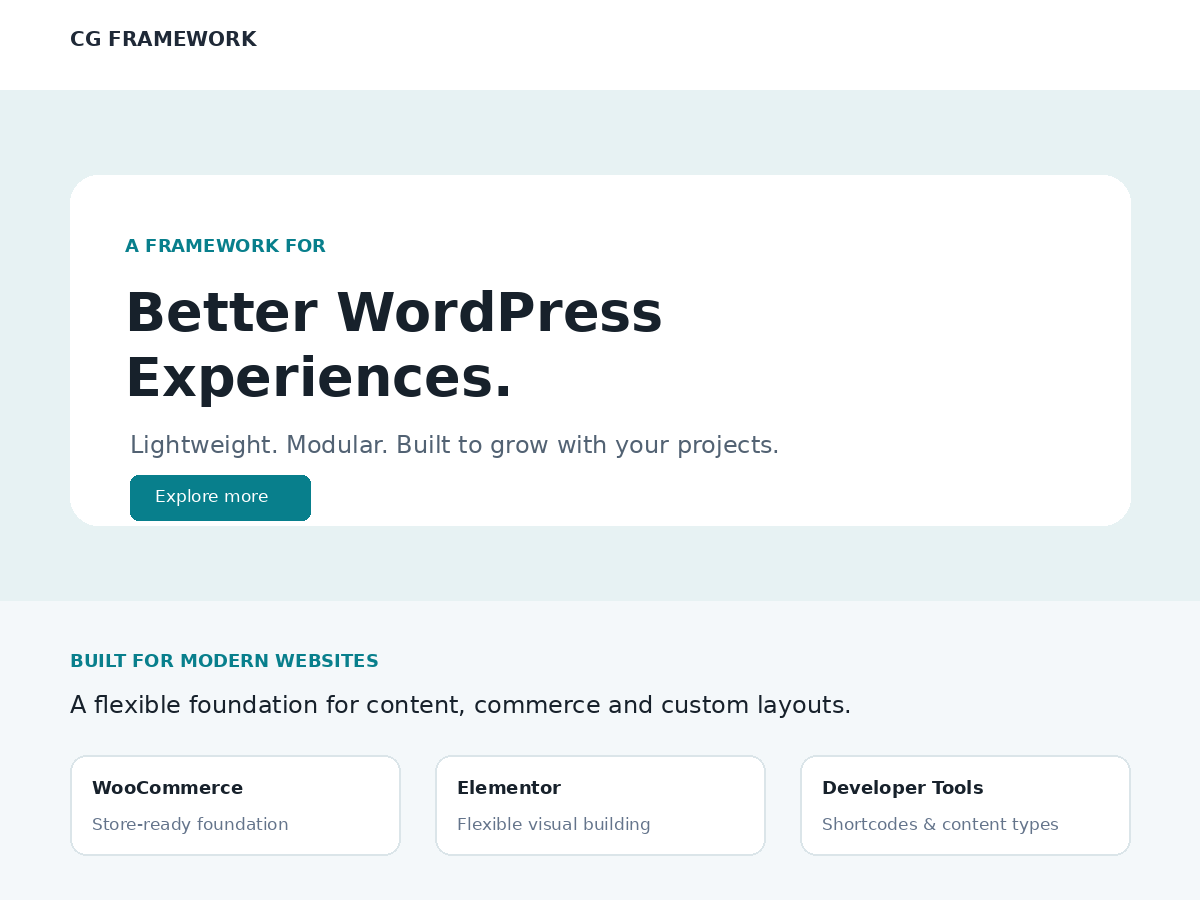 CG FRAMEWORK
A FRAMEWORK FOR
Better WordPress
Experiences.
Lightweight. Modular. Built to grow with your projects.
Explore more
BUILT FOR MODERN WEBSITES
A flexible foundation for content, commerce and custom layouts.
WooCommerce
Store-ready foundation
Elementor
Flexible visual building
Developer Tools
Shortcodes & content types